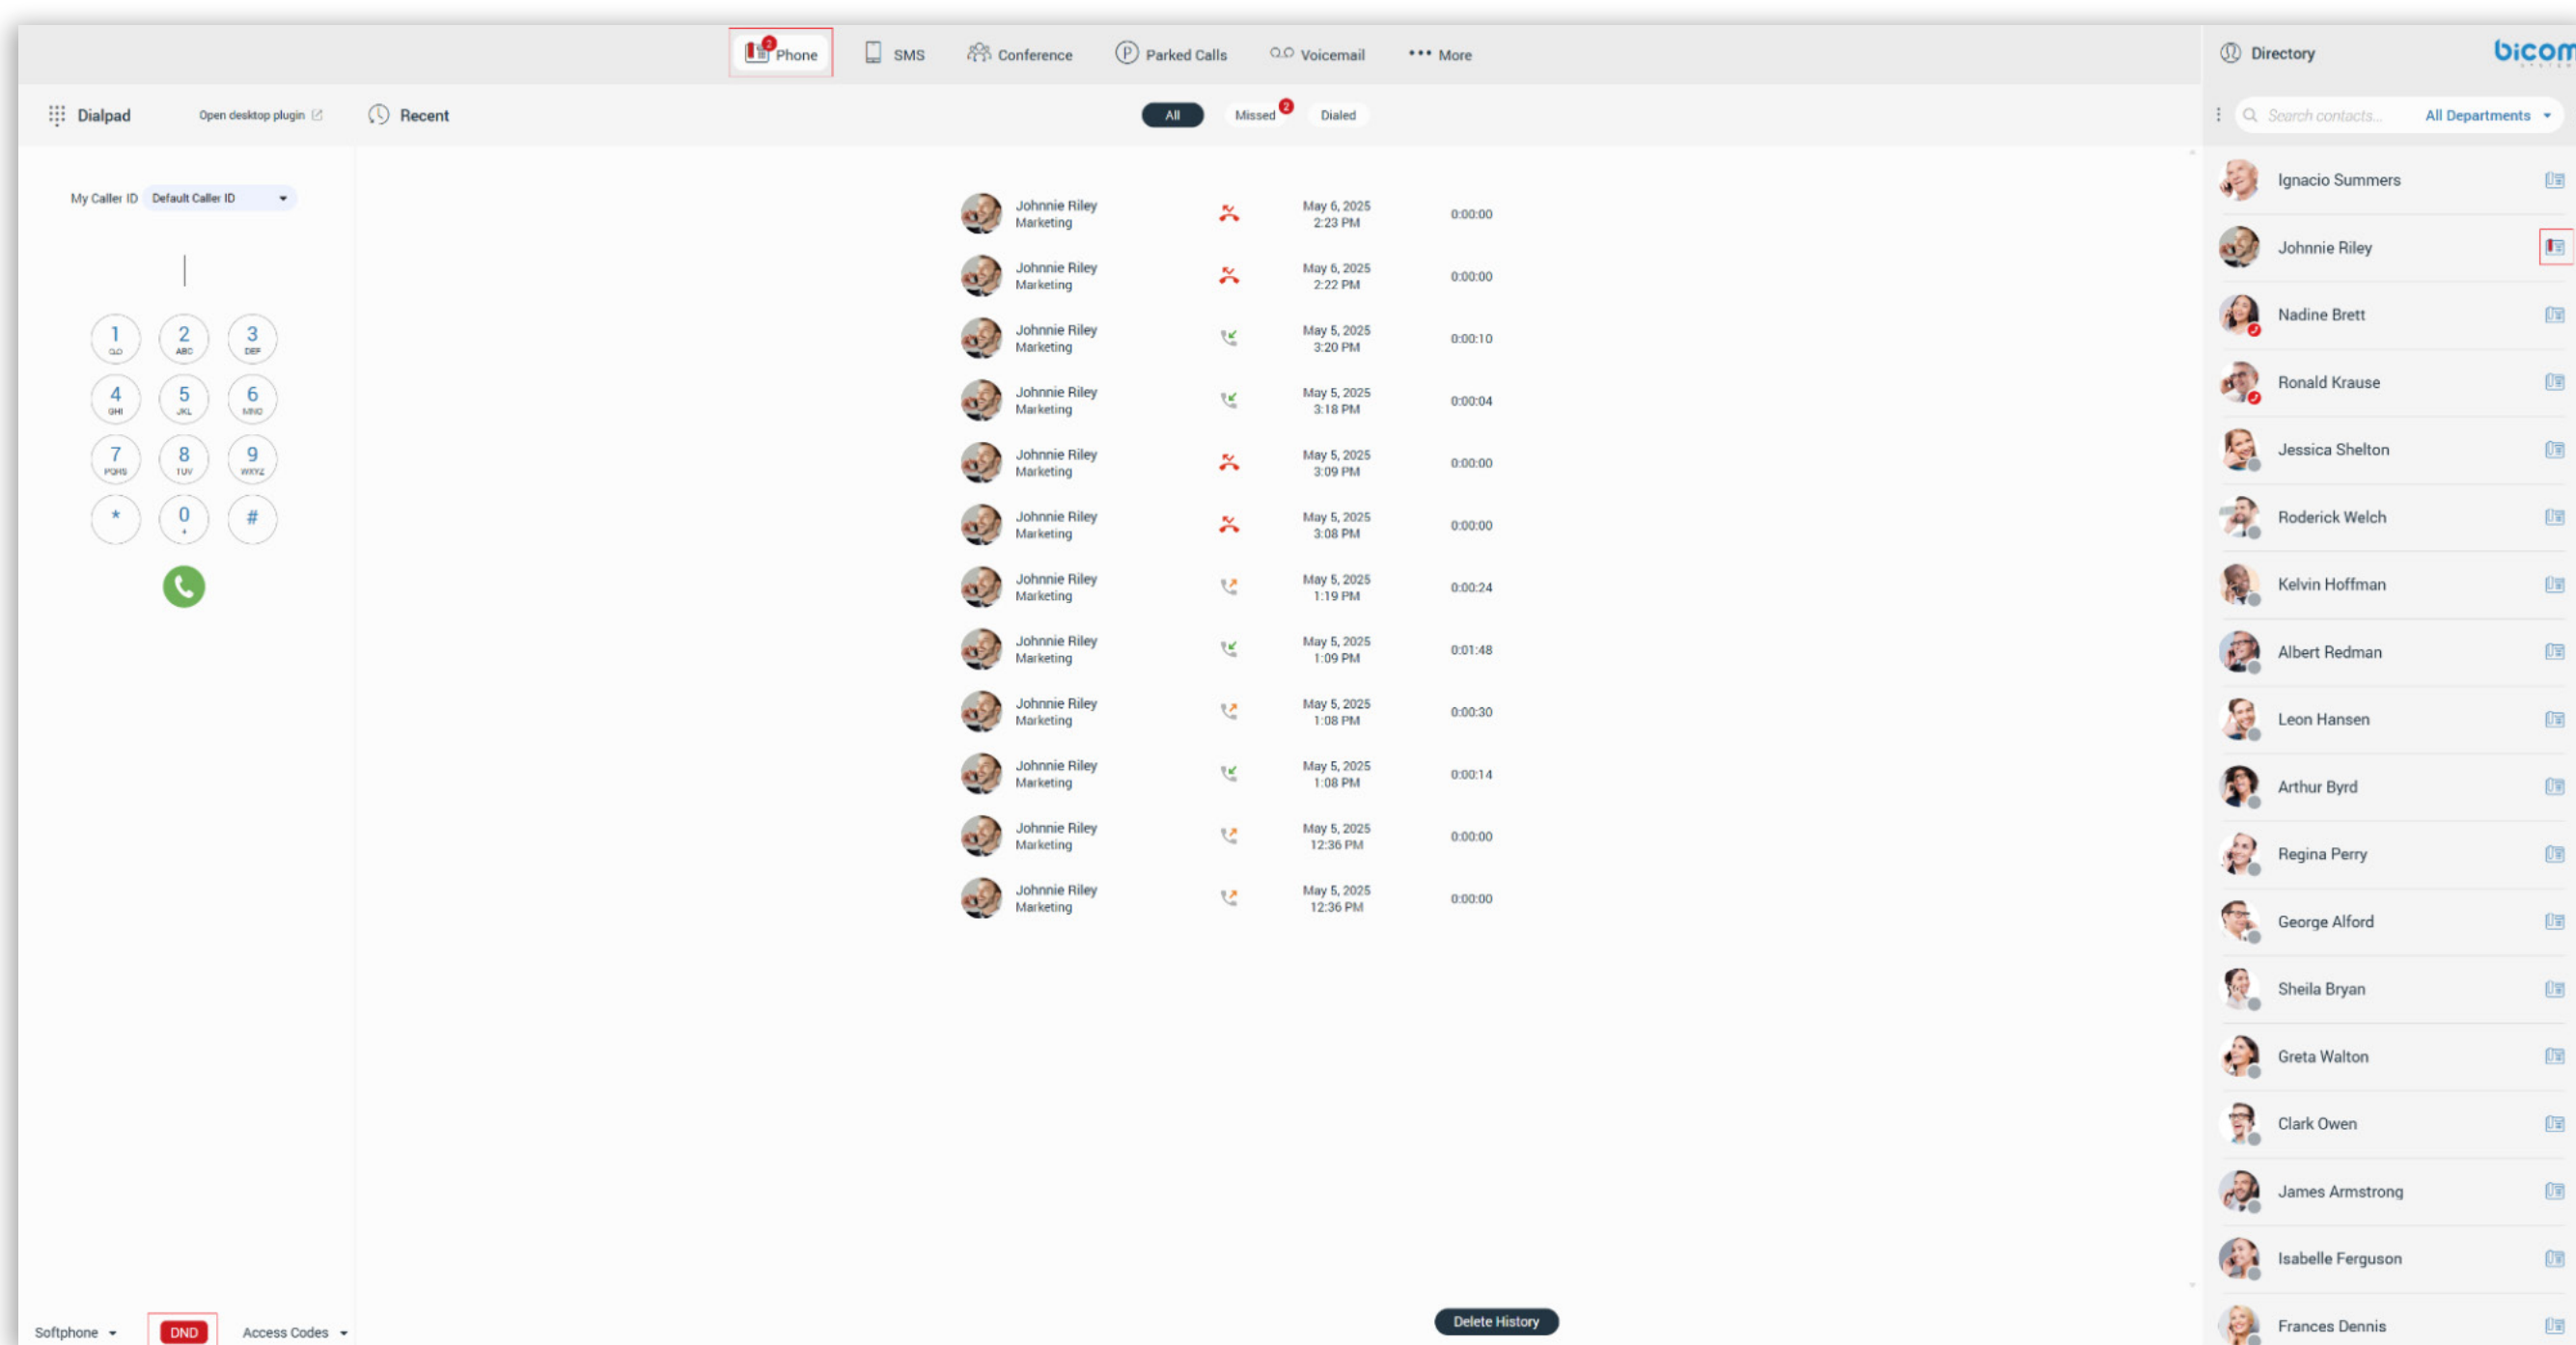 2
Phone
SMS
Conference
P
Parked Calls
Voicemail
More
Directory
bicom
SYSTEM
Dialpad
Open desktop plugin
Recent
All
Missed
2
Dialed
Search contacts...
All Departments
My Caller ID
Default Caller ID
1
2
ABC
3
DEF
4
GHI
5
JKL
6
MNO
7
PQRS
8
TUV
9
WXYZ
*
0
+
#
Johnnie Riley May 6, 2025 0:00:00
Marketing 2:23 PM
Johnnie Riley May 6, 2025 0:00:00
Marketing 2:22 PM
Johnnie Riley May 5, 2025 0:00:10
Marketing 3:20 PM
Johnnie Riley May 5, 2025 0:00:04
Marketing 3:18 PM
Johnnie Riley May 5, 2025 0:00:00
Marketing 3:09 PM
Johnnie Riley May 5, 2025 0:00:00
Marketing 3:08 PM
Johnnie Riley May 5, 2025 0:00:24
Marketing 1:19 PM
Johnnie Riley May 5, 2025 0:01:48
Marketing 1:09 PM
Johnnie Riley May 5, 2025 0:00:30
Marketing 1:08 PM
Johnnie Riley May 5, 2025 0:00:14
Marketing 1:08 PM
Johnnie Riley May 5, 2025 0:00:00
Marketing 12:36 PM
Johnnie Riley May 5, 2025 0:00:00
Marketing 12:36 PM
Ignacio Summers
Johnnie Riley
Nadine Brett
Ronald Krause
Jessica Shelton
Roderick Welch
Kelvin Hoffman
Albert Redman
Leon Hansen
Arthur Byrd
Regina Perry
George Alford
Sheila Bryan
Greta Walton
Clark Owen
James Armstrong
Isabelle Ferguson
Frances Dennis
Softphone
DND
Access Codes
Delete History